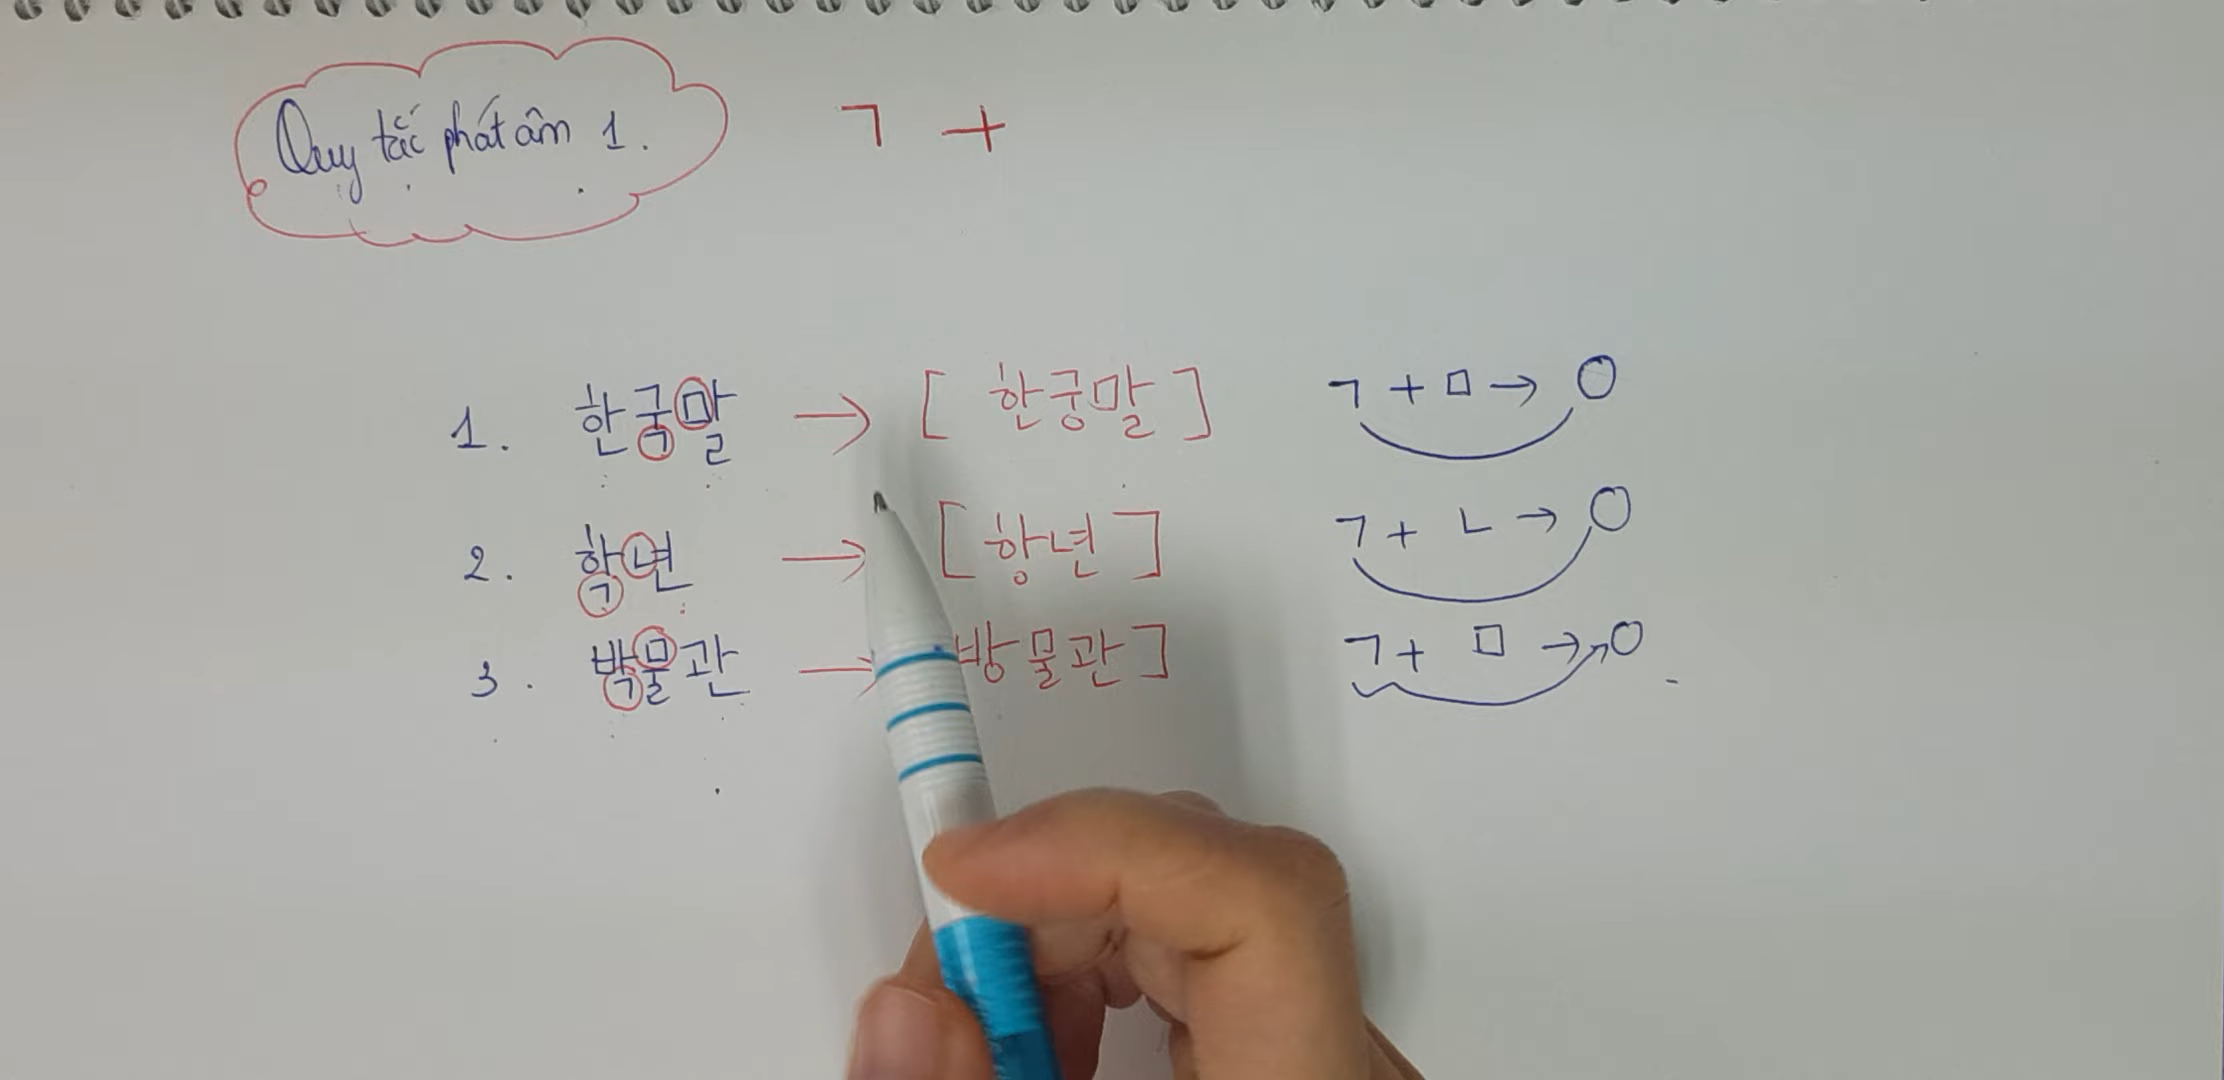 Quy tắc phát âm 1. ㄱ +
1. 한국말 → [ 한궁말 ] ㄱ + ㅁ → ㅇ
2. 학년 → [ 항년 ] ㄱ + ㄴ → ㅇ
3. 박물관 → 방물관 ] ㄱ + ㅁ → ㅇ